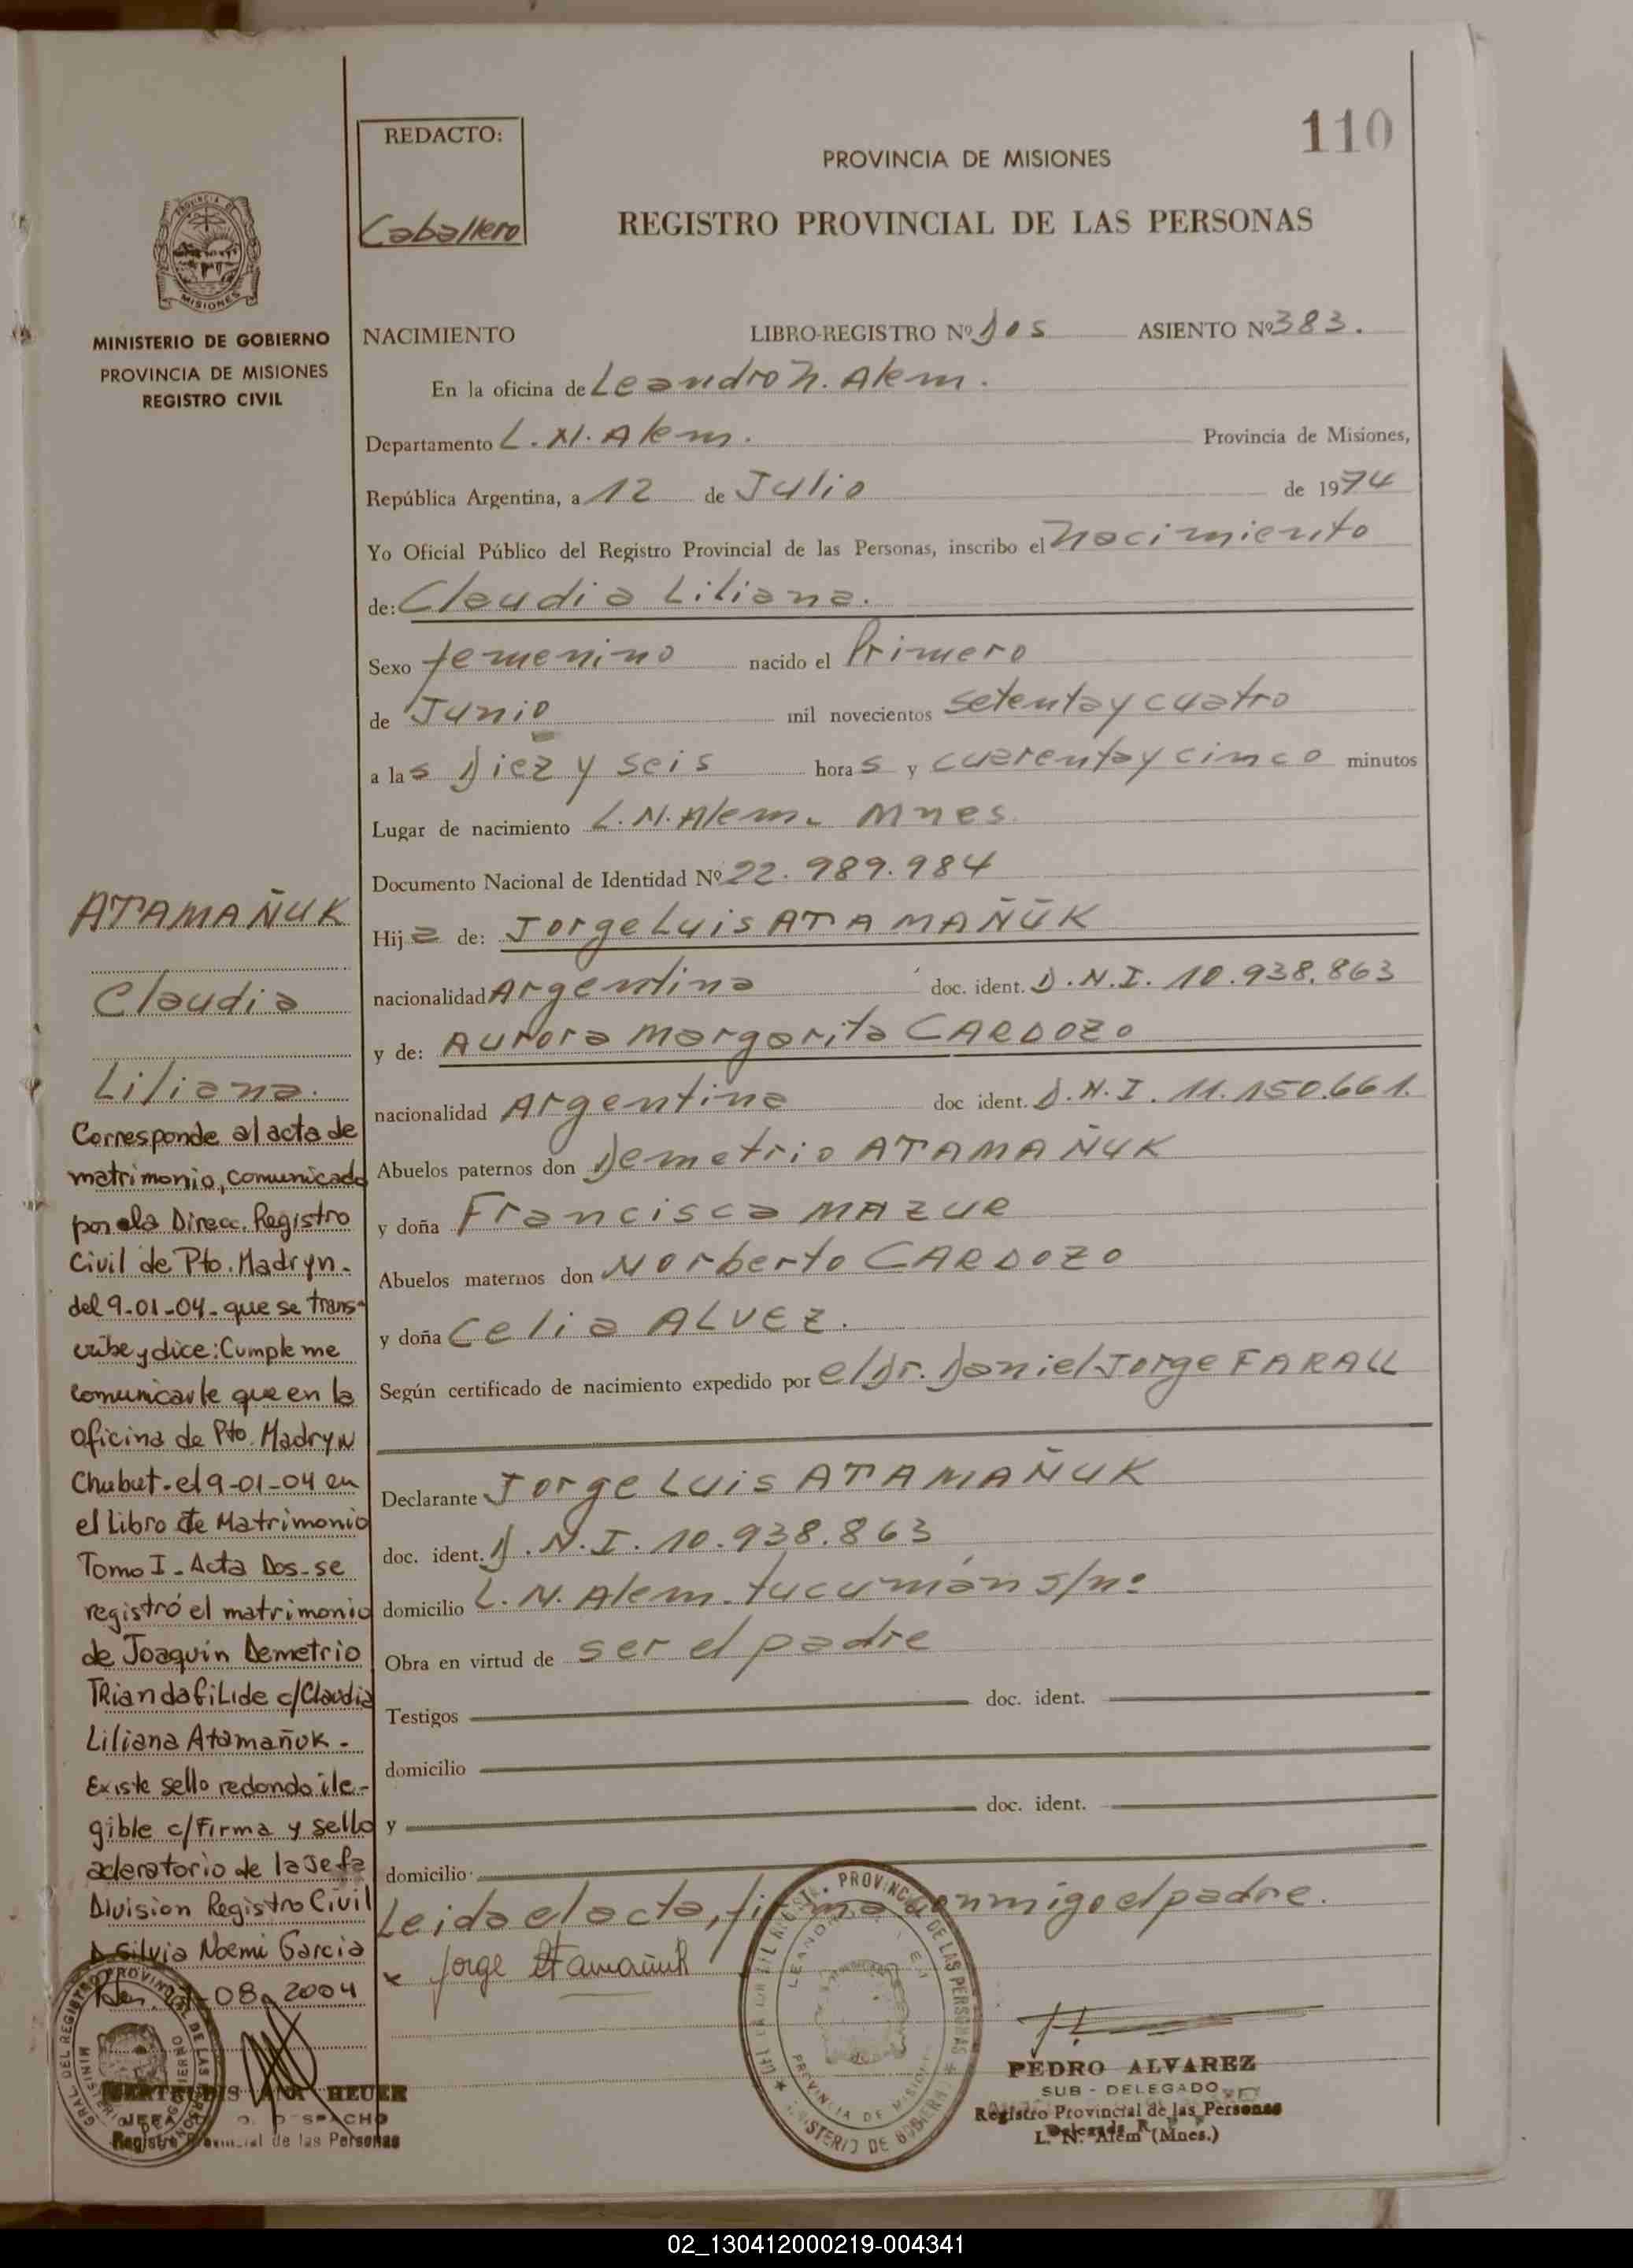 110
REDACTO:
Caballero
PROVINCIA DE MISIONES
REGISTRO PROVINCIAL DE LAS PERSONAS
MISIONES
MINISTERIO DE GOBIERNO
PROVINCIA DE MISIONES
REGISTRO CIVIL
NACIMIENTO LIBRO-REGISTRO Nº Dos ASIENTO Nº 383.
En la oficina de Leandro N. Alem.
Departamento L. N. Alem. Provincia de Misiones,
República Argentina, a 12 de Julio de 1974
Yo Oficial Público del Registro Provincial de las Personas, inscribo el nacimiento
de: Claudia Liliana.
Sexo femenino nacido el Primero
de Junio mil novecientos setenta y cuatro
a las Diez y seis horas y cuarenta y cinco minutos
Lugar de nacimiento L. N. Alem. Mnes.
Documento Nacional de Identidad Nº 22.989.984
Hija de: Jorge Luis ATAMAÑUK
nacionalidad Argentina doc. ident. D.N.I. 10.938.863
y de: Aurora Margarita CARDOZO
nacionalidad Argentina doc ident. D.N.I. 11.150.661.
Abuelos paternos don Demetrio ATAMAÑUK
y doña Francisca MAZUR
Abuelos maternos don Norberto CARDOZO
y doña Celia ALVEZ.
Según certificado de nacimiento expedido por el Dr. Daniel Jorge FARALL
Declarante Jorge Luis ATAMAÑUK
doc. ident. D.N.I. 10.938.863
domicilio L. N. Alem. tucumán s/nº
Obra en virtud de ser el padre
Testigos doc. ident.
domicilio
y doc. ident.
domicilio
Leida el acta, firma conmigo el padre.
x Jorge Atamañuk
PEDRO ALVAREZ
SUB - DELEGADO
Registro Provincial de las Personas
L. N. Alem (Mnes.)
ATAMAÑUK
Claudia
Liliana.
Corresponde al acta de
matrimonio, comunicado
por la Direcc. Registro
Civil de Pto. Madryn.
del 9-01-04- que se trans-
cribe y dice: Cumple me
comunicarle que en la
oficina de Pto. Madryn
Chubut- el 9-01-04 en
el Libro de Matrimonio
Tomo I - Acta Dos- se
registró el matrimonio
de Joaquin Demetrio
Triandafilide c/Claudia
Liliana Atamañuk -
Existe sello redondo ile-
gible c/Firma y sello
aclaratorio de la Jefa
Division Registro Civil
Silvia Noemi Garcia
08-2004
HEUER
JEFA
Registro Provincial de las Personas
02_130412000219-004341